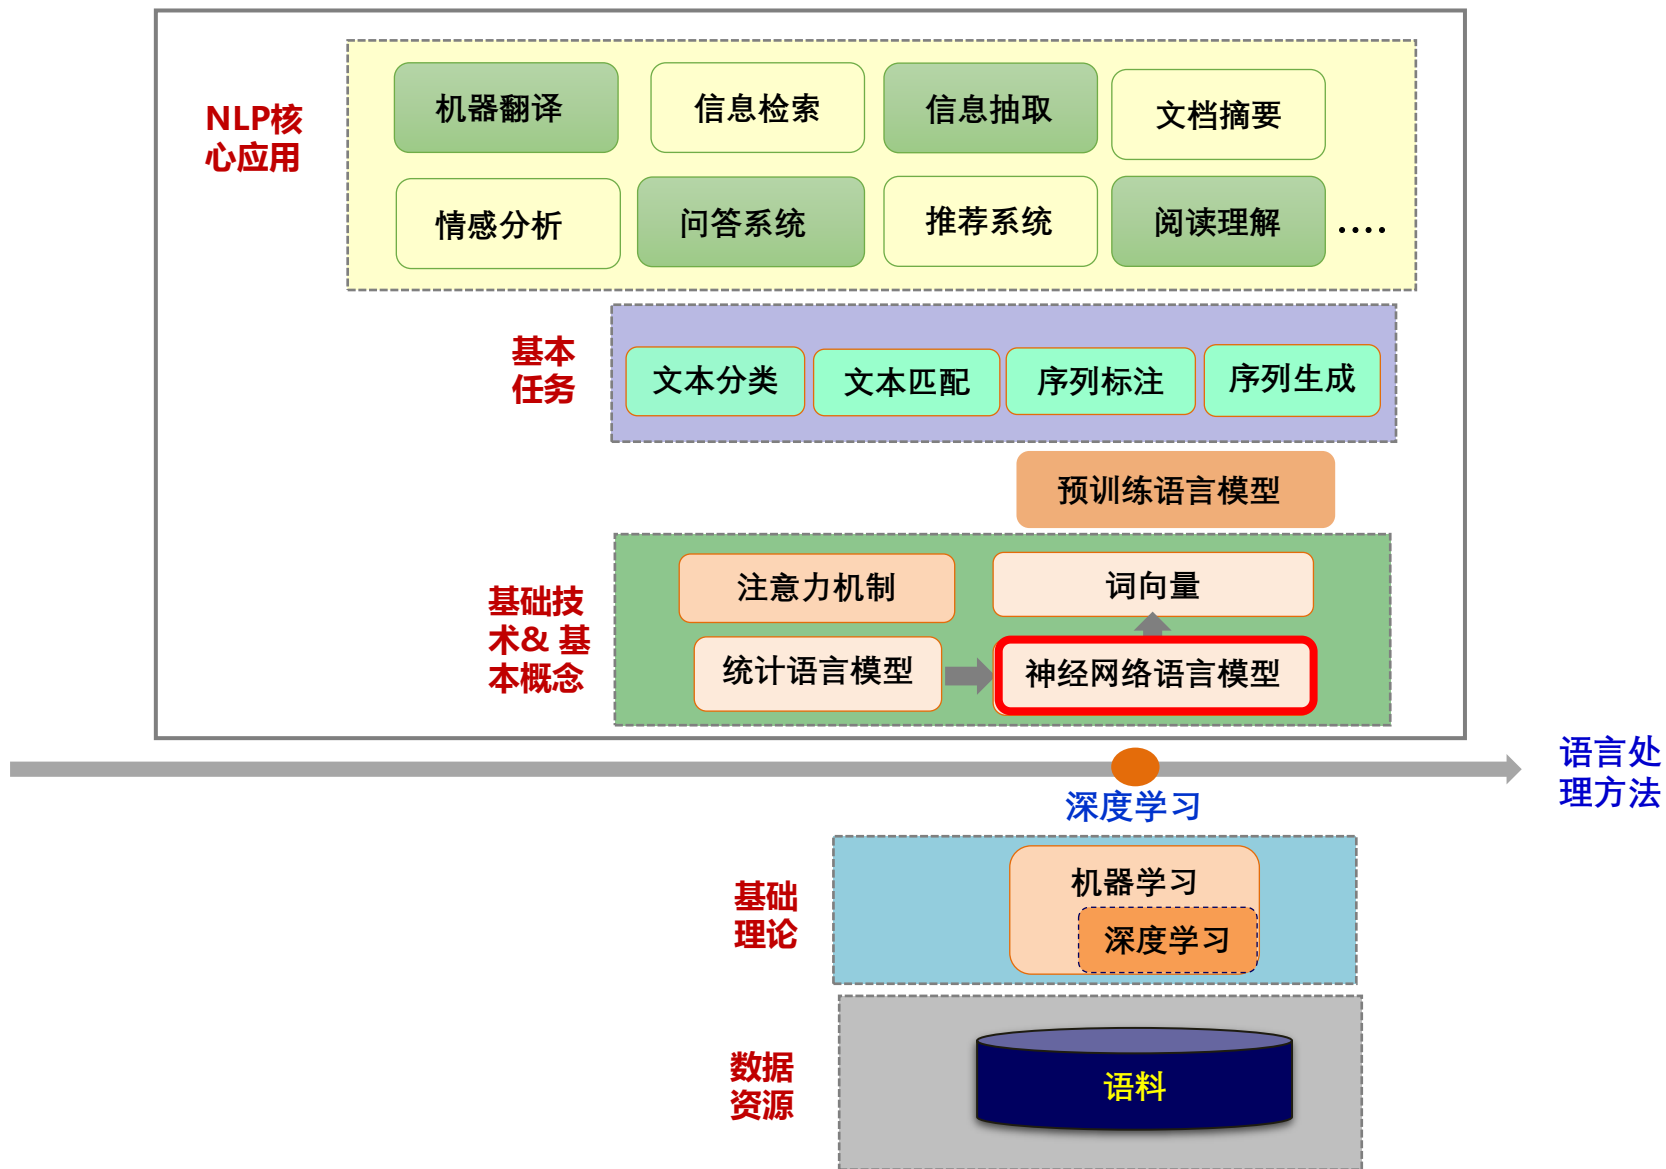 NLP核
心应用
机器翻译
信息检索
信息抽取
文档摘要
情感分析
问答系统
推荐系统
阅读理解
....
基本
任务
文本分类
文本匹配
序列标注
序列生成
预训练语言模型
基础技
术& 基
本概念
注意力机制
词向量
统计语言模型
神经网络语言模型
语言处
理方法
深度学习
基础
理论
机器学习
深度学习
数据
资源
语料